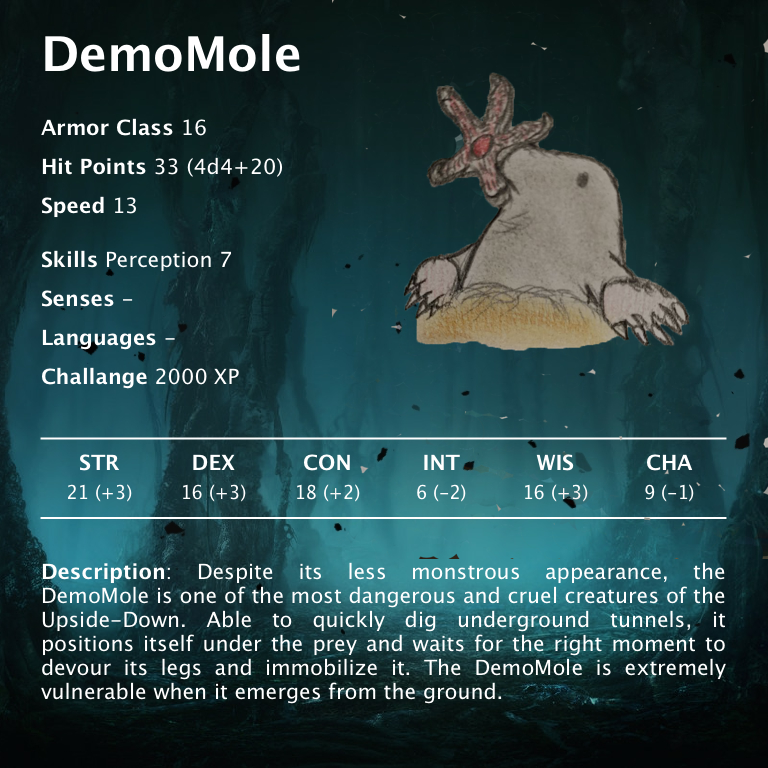 DemoMole
Armor Class 16
Hit Points 33 (4d4+20)
Speed 13
Skills Perception 7
Senses –
Languages –
Challange 2000 XP
STR DEX CON INT WIS CHA
21 (+3) 16 (+3) 18 (+2) 6 (–2) 16 (+3) 9 (–1)
Description: Despite its less monstrous appearance, the
DemoMole is one of the most dangerous and cruel creatures of the
Upside–Down. Able to quickly dig underground tunnels, it
positions itself under the prey and waits for the right moment to
devour its legs and immobilize it. The DemoMole is extremely
vulnerable when it emerges from the ground.